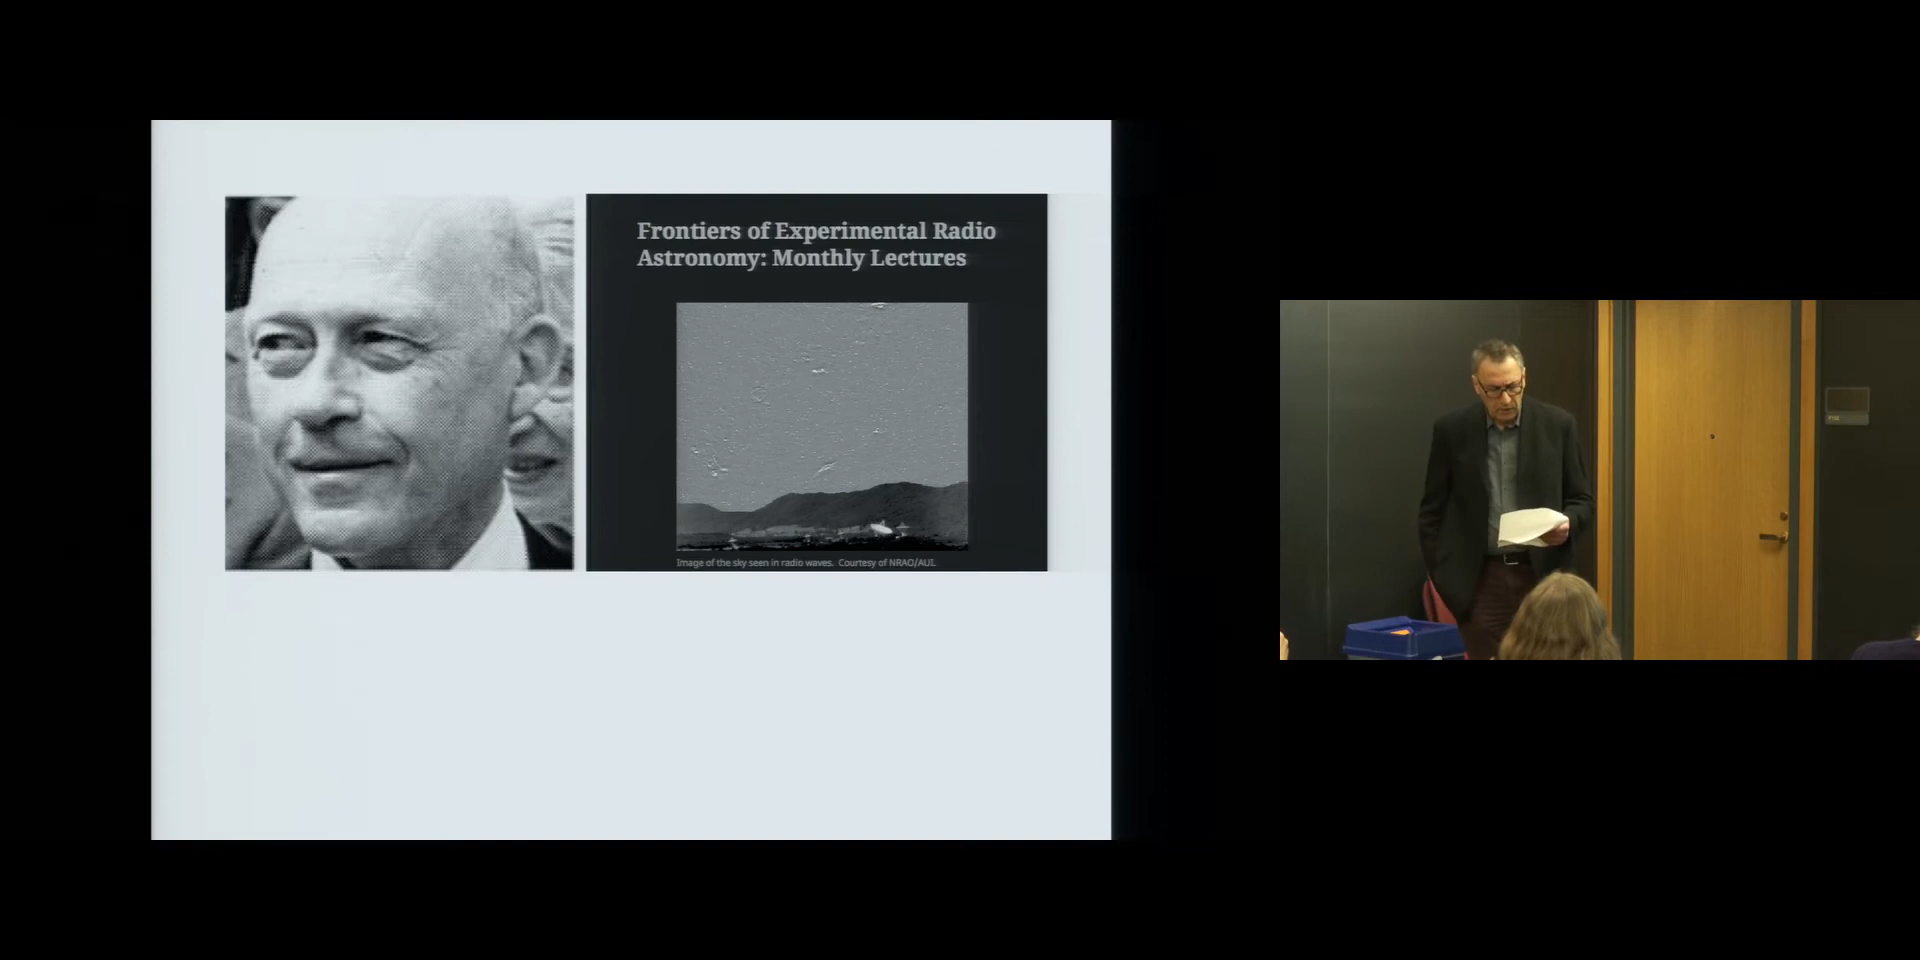 Frontiers of Experimental Radio
Astronomy: Monthly Lectures
Image of the sky seen in radio waves. Courtesy of NRAO/AUI.